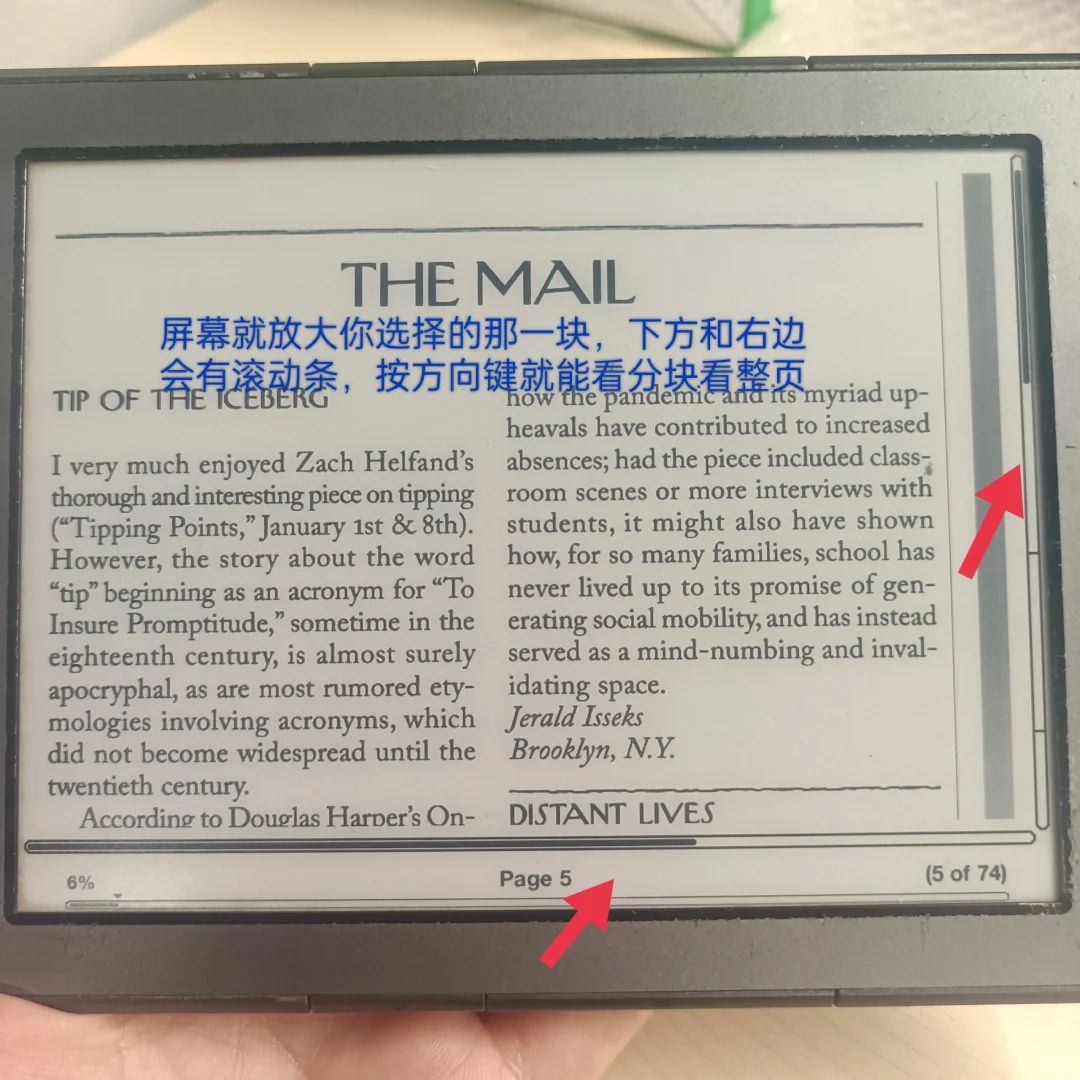 THE MAIL
屏幕就放大你选择的那一块，下方和右边
会有滚动条，按方向键就能看分块看整页
TIP OF THE ICEBERG
I very much enjoyed Zach Helfand's
thorough and interesting piece on tipping
("Tipping Points," January 1st & 8th).
However, the story about the word
"tip" beginning as an acronym for "To
Insure Promptitude," sometime in the
eighteenth century, is almost surely
apocryphal, as are most rumored ety-
mologies involving acronyms, which
did not become widespread until the
twentieth century.
According to Douglas Harper's On-
how the pandemic and its myriad up-
heavals have contributed to increased
absences; had the piece included class-
room scenes or more interviews with
students, it might also have shown
how, for so many families, school has
never lived up to its promise of gen-
erating social mobility, and has instead
served as a mind-numbing and inval-
idating space.
Jerald Isseks
Brooklyn, N.Y.
DISTANT LIVES
6%
Page 5
(5 of 74)